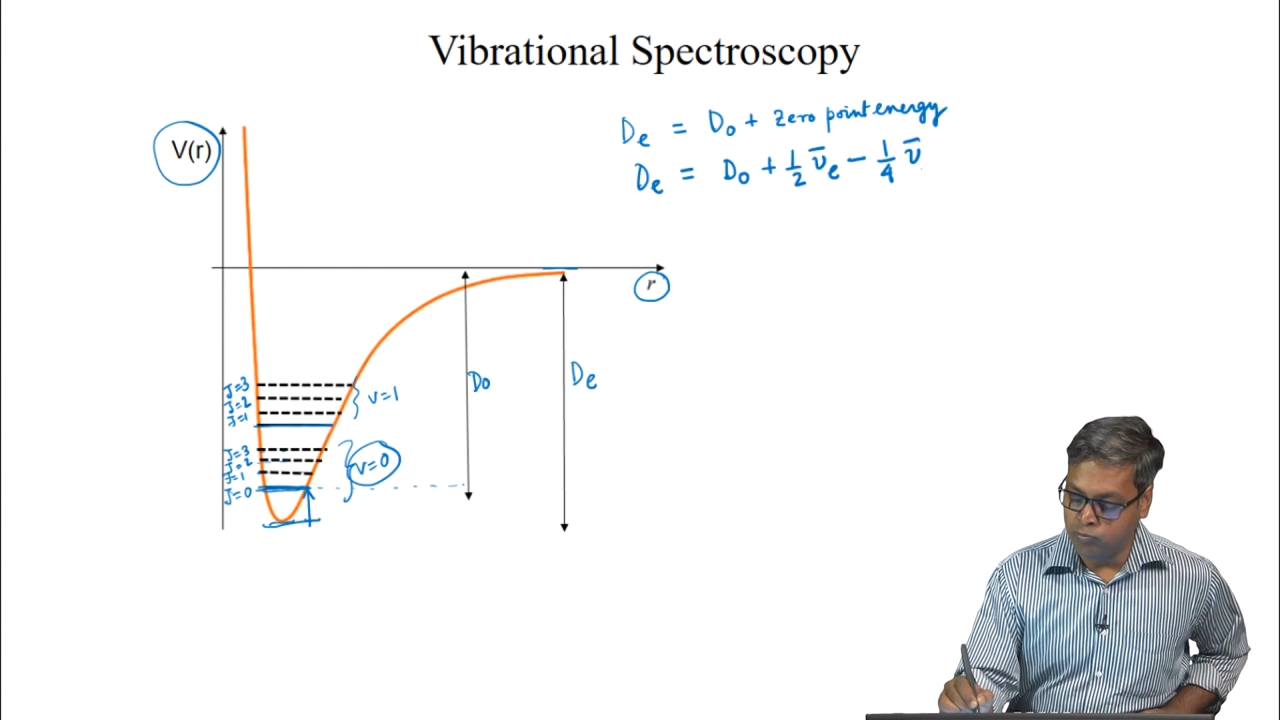 Vibrational Spectroscopy
Dₑ = D₀ + Zero point energy
Dₑ = D₀ + 1/2 ν̄ₑ − 1/4 ν̄
V(r)
r
J=3
J=2
J=1
v=1
J=3
J=2
J=1
J=0
v=0
D₀
Dₑ